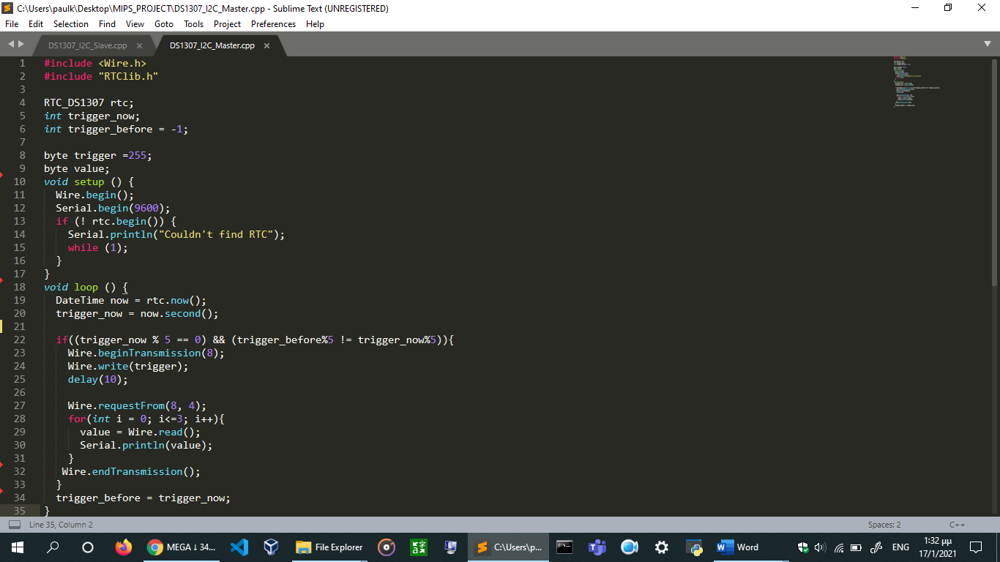 C:\Users\paulk\Desktop\MIPS_PROJECT\DS1307_I2C_Master.cpp - Sublime Text (UNREGISTERED)
File Edit Selection Find View Goto Tools Project Preferences Help
DS1307_I2C_Slave.cpp × DS1307_I2C_Master.cpp ×
1 #include <Wire.h>
2 #include "RTClib.h"
3
4 RTC_DS1307 rtc;
5 int trigger_now;
6 int trigger_before = -1;
7
8 byte trigger =255;
9 byte value;
10 void setup () {
11 Wire.begin();
12 Serial.begin(9600);
13 if (! rtc.begin()) {
14 Serial.println("Couldn't find RTC");
15 while (1);
16 }
17 }
18 void loop () {
19 DateTime now = rtc.now();
20 trigger_now = now.second();
21
22 if((trigger_now % 5 == 0) && (trigger_before%5 != trigger_now%5)){
23 Wire.beginTransmission(8);
24 Wire.write(trigger);
25 delay(10);
26
27 Wire.requestFrom(8, 4);
28 for(int i = 0; i<=3; i++){
29 value = Wire.read();
30 Serial.println(value);
31 }
32 Wire.endTransmission();
33 }
34 trigger_before = trigger_now;
35 }
Line 35, Column 2 Spaces: 2 C++
MEGA ↓ 34... File Explorer C:\Users\p... Word ENG 1:32 μμ
17/1/2021